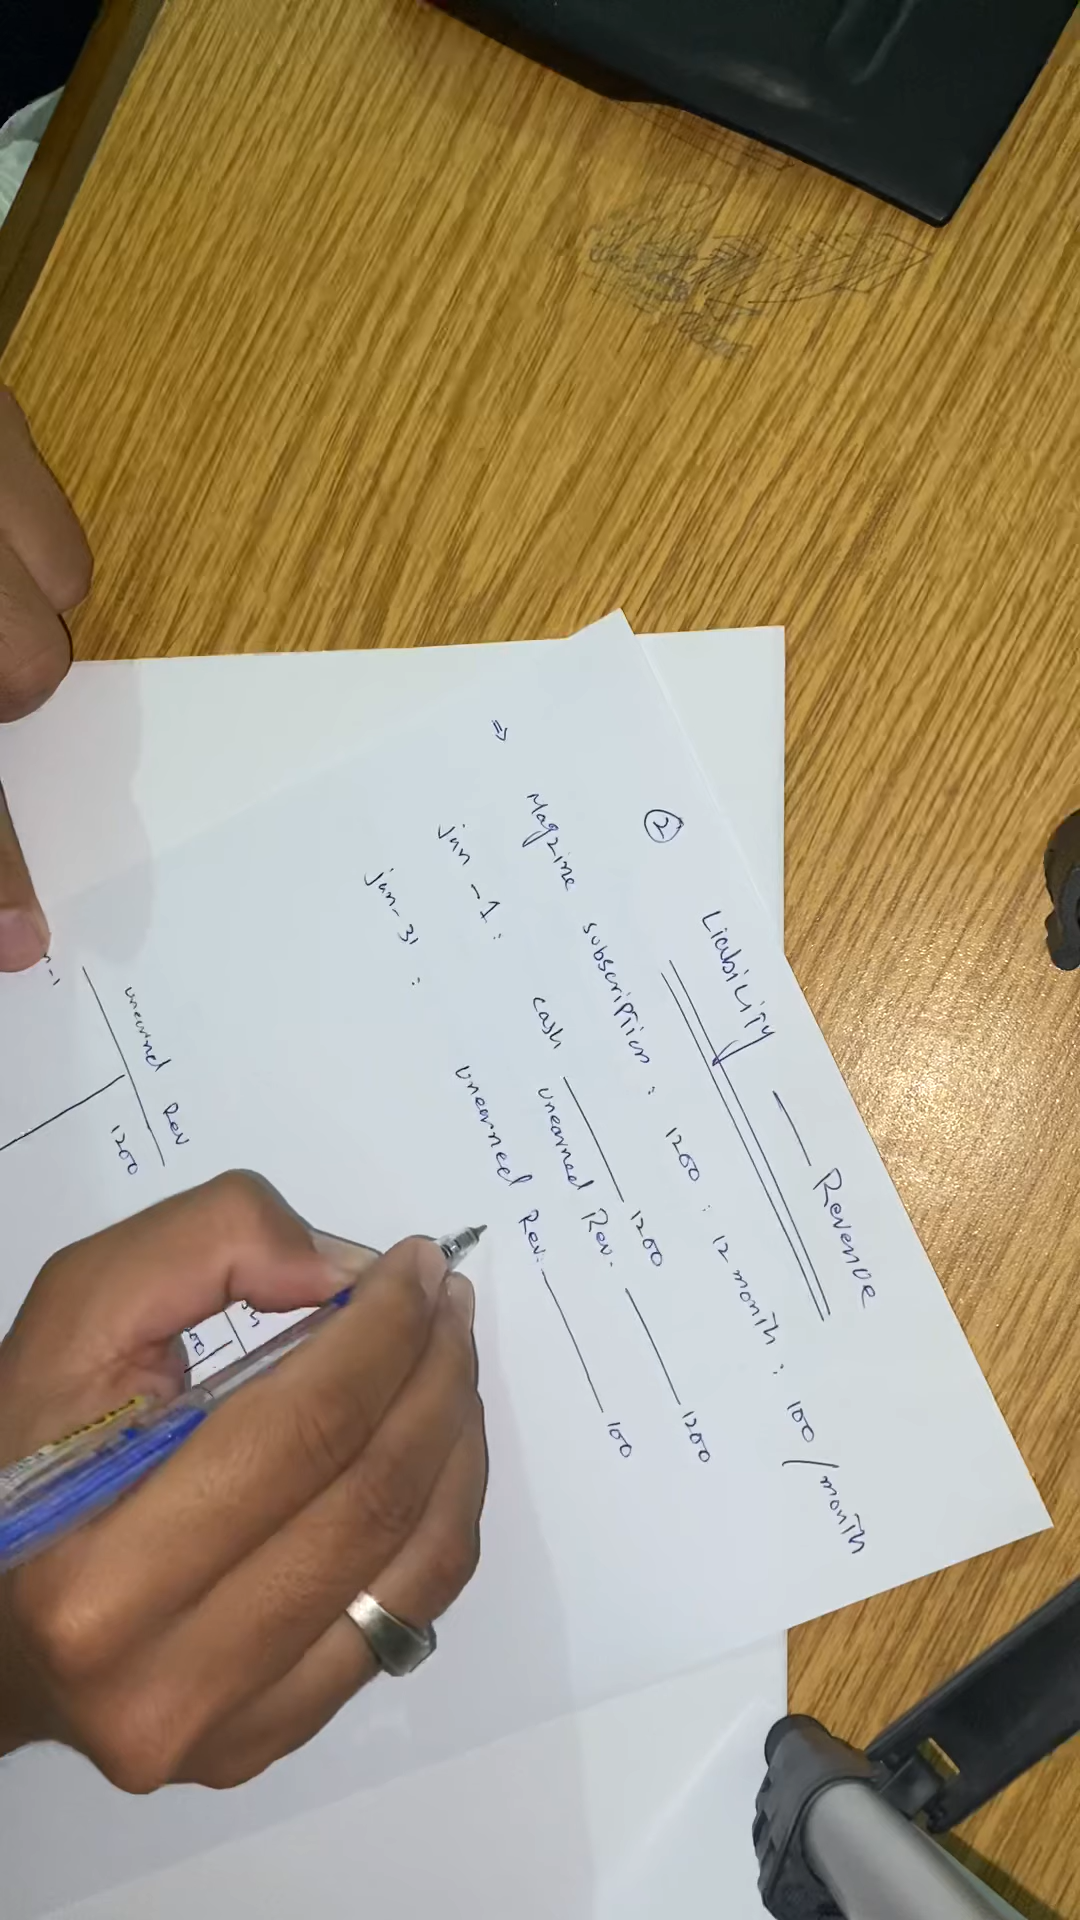 ② Liability — Revenue
⇒ Magzine subscription : 1200 : 12 month : 100 / month
jan - 1 : cash — 1200
unearned Rev. — 1200
jan - 31 : unearned Rev. — 100
unearned Rev
1200